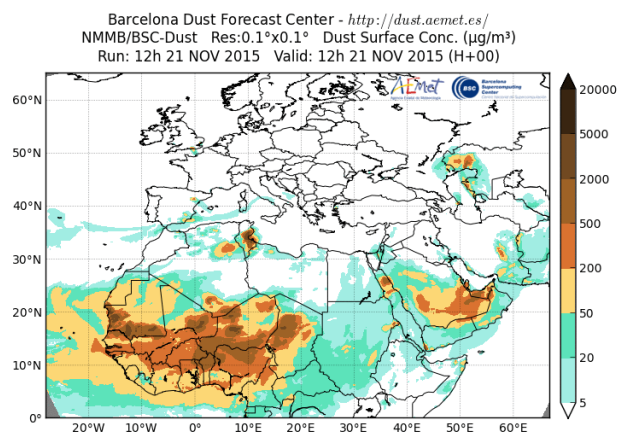 Barcelona Dust Forecast Center - http://dust.aemet.es/
NMMB/BSC-Dust   Res:0.1°x0.1°   Dust Surface Conc. (µg/m³)
Run: 12h 21 NOV 2015   Valid: 12h 21 NOV 2015 (H+00)
AEMet
BSC
Barcelona
Supercomputing
Center
60°N
50°N
40°N
30°N
20°N
10°N
0°
20°W
10°W
0°
10°E
20°E
30°E
40°E
50°E
60°E
20000
5000
2000
500
200
50
20
5